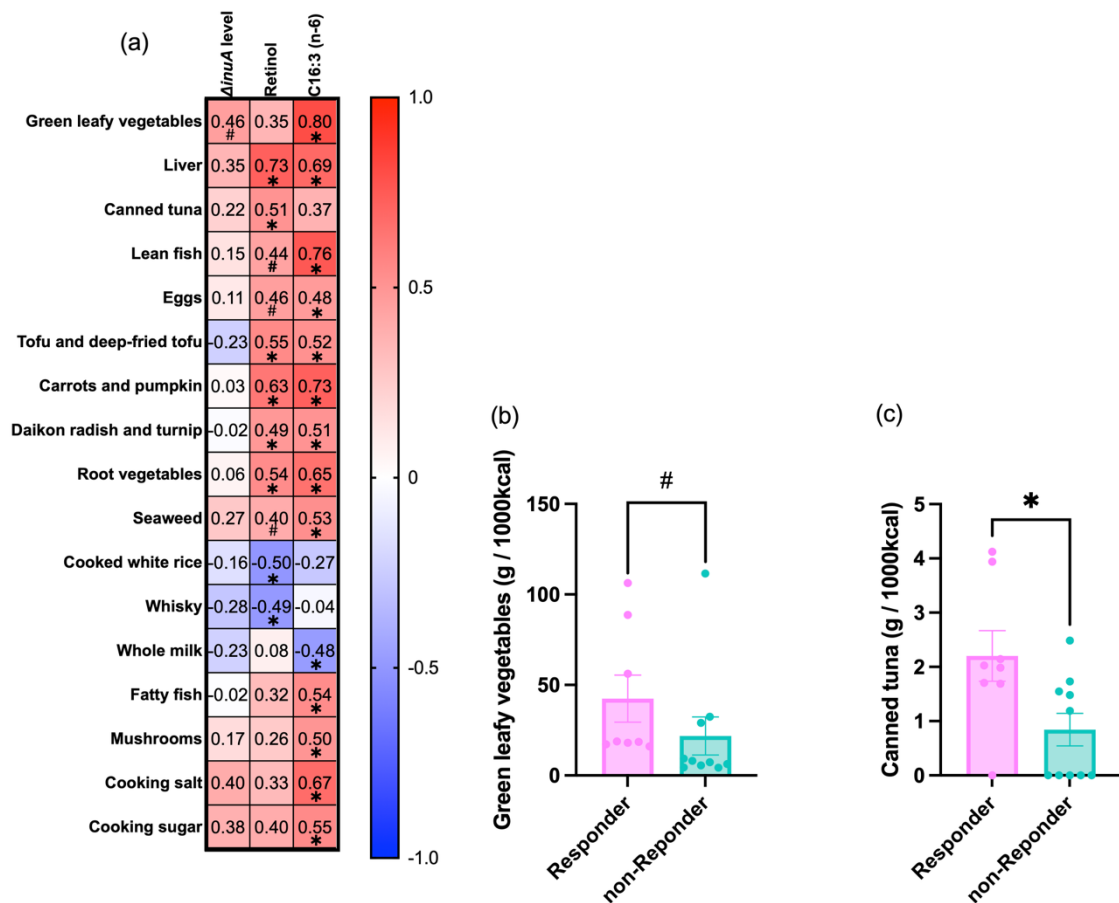 (a)
ΔinuA level
Retinol
C16:3 (n-6)
Green leafy vegetables 0.46 # 0.35 0.80 *
Liver 0.35 0.73 * 0.69 *
Canned tuna 0.22 0.51 * 0.37
Lean fish 0.15 0.44 # 0.76 *
Eggs 0.11 0.46 # 0.48 *
Tofu and deep-fried tofu -0.23 0.55 * 0.52 *
Carrots and pumpkin 0.03 0.63 * 0.73 *
Daikon radish and turnip -0.02 0.49 * 0.51 *
Root vegetables 0.06 0.54 * 0.65 *
Seaweed 0.27 0.40 # 0.53 *
Cooked white rice -0.16 -0.50 * -0.27
Whisky -0.28 -0.49 * -0.04
Whole milk -0.23 0.08 -0.48 *
Fatty fish -0.02 0.32 0.54 *
Mushrooms 0.17 0.26 0.50 *
Cooking salt 0.40 0.33 0.67 *
Cooking sugar 0.38 0.40 0.55 *
1.0
0.5
0
-0.5
-1.0
(b)
Green leafy vegetables (g / 1000kcal)
150
100
50
0
#
Responder
non-Reponder
(c)
Canned tuna (g / 1000kcal)
5
4
3
2
1
0
*
Responder
non-Reponder